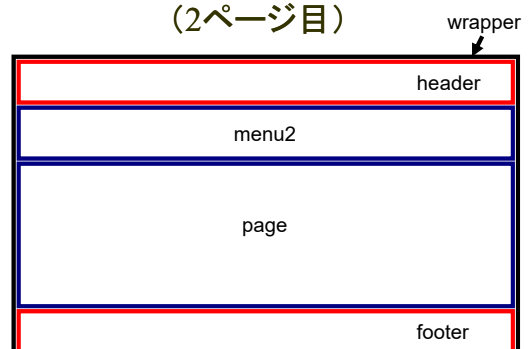 （2ページ目）
wrapper
header
menu2
page
footer